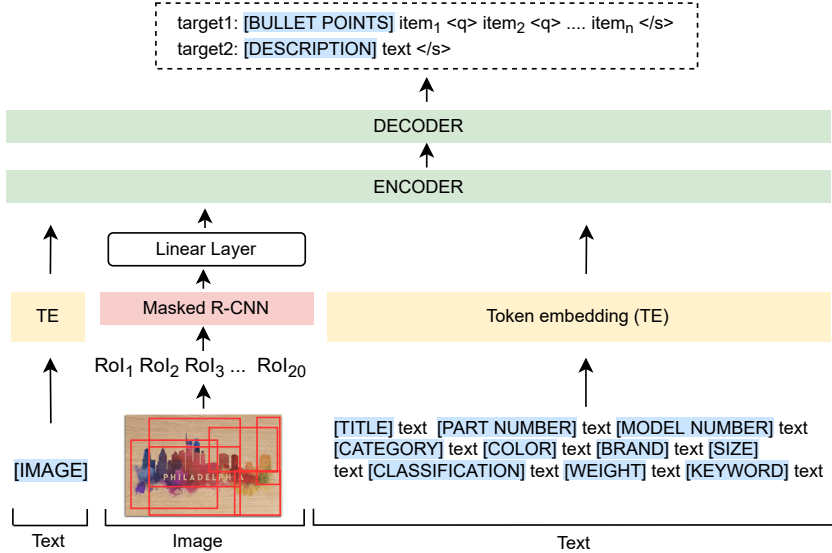 target1: [BULLET POINTS] item1 <q> item2 <q> .... itemn </s>
target2: [DESCRIPTION] text </s>
DECODER
ENCODER
Linear Layer
TE
Masked R-CNN
Token embedding (TE)
RoI1 RoI2 RoI3 ... RoI20
[IMAGE]
PHILADELPHI
[TITLE] text [PART NUMBER] text [MODEL NUMBER] text
[CATEGORY] text [COLOR] text [BRAND] text [SIZE]
text [CLASSIFICATION] text [WEIGHT] text [KEYWORD] text
Text
Image
Text